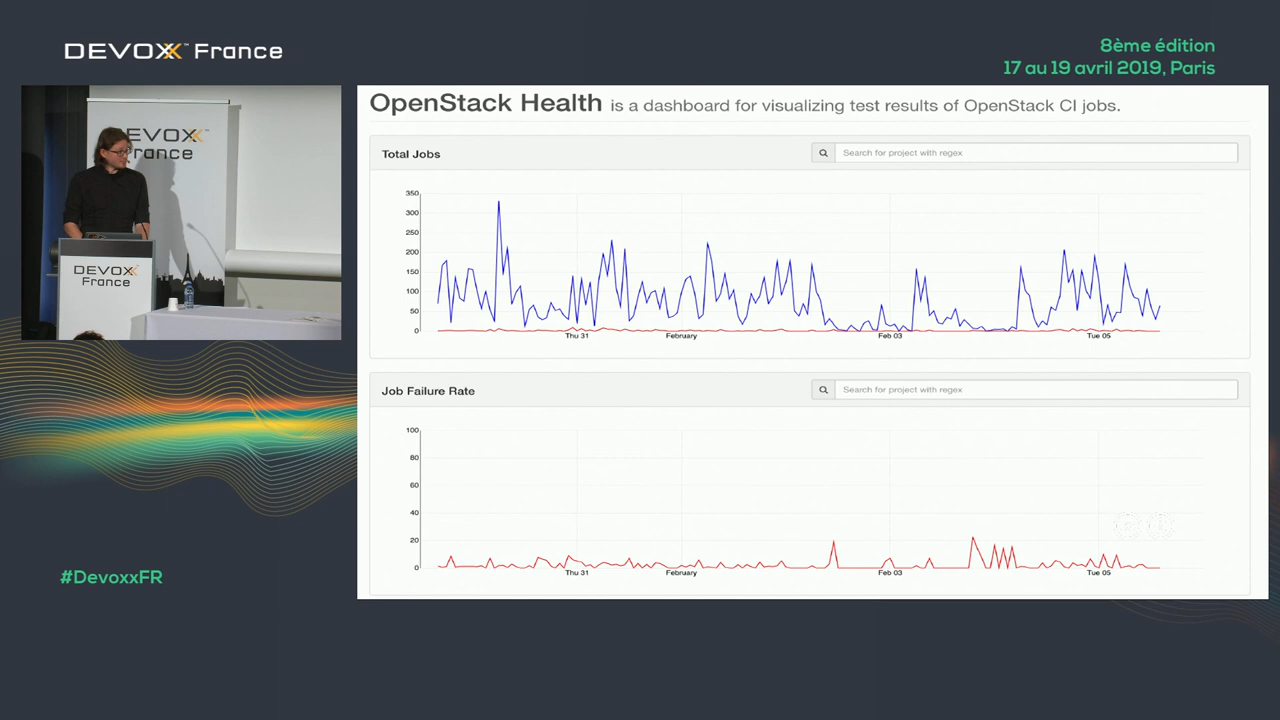 DEVOXX™ France
8ème édition
17 au 19 avril 2019, Paris
DEVOXX™
France
DEVOXX
France
#DevoxxFR
OpenStack Health is a dashboard for visualizing test results of OpenStack CI jobs.
Total Jobs
Search for project with regex
350
300
250
200
150
100
50
0
Thu 31 February Feb 03 Tue 05
Job Failure Rate
Search for project with regex
100
80
60
40
20
0
Thu 31 February Feb 03 Tue 05